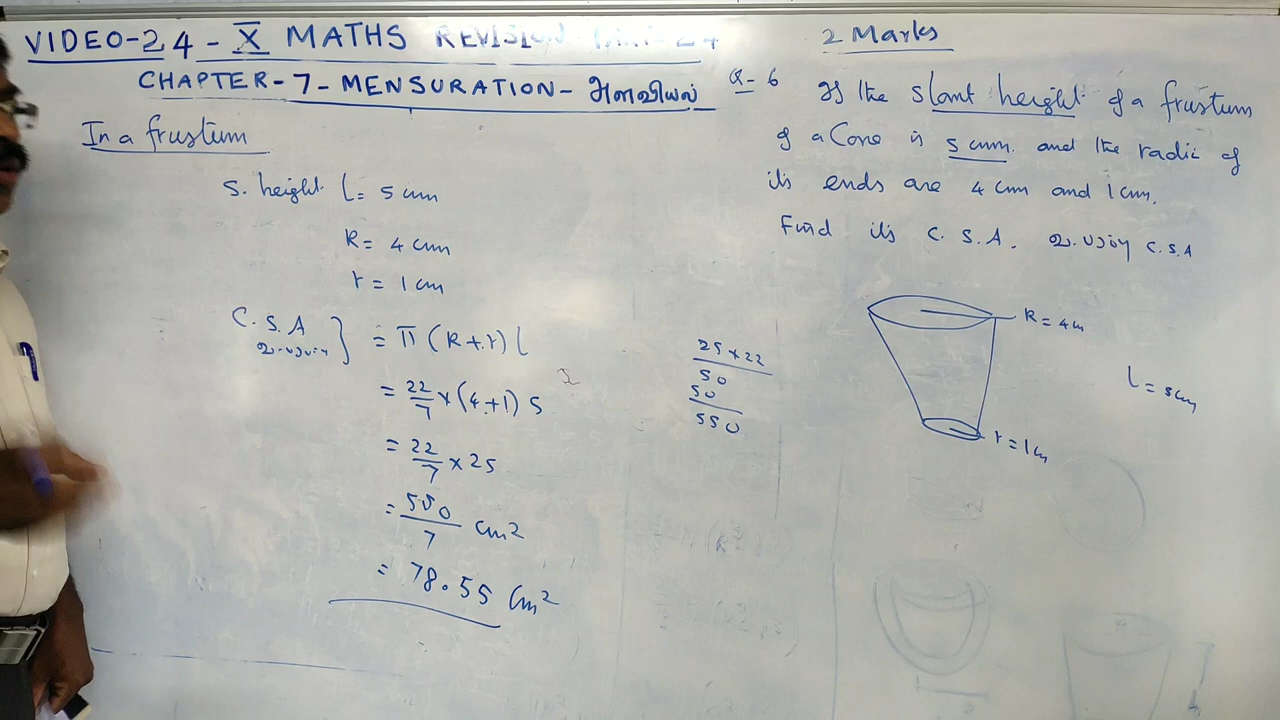 VIDEO-24 - X MATHS REVISION
CHAPTER-7-MENSURATION- அளவியல்
In a frustum
S. height l = 5 cm
R = 4 cm
r = 1 cm
C.S.A
} = π (R+r) l
= 22/7 × (4+1) 5
= 22/7 × 25
= 550/7 cm²
= 78.55 cm²
25×22
50
50
550
2 Marks
Q-6 If the slant height of a frustum
of a Cone is 5 cm. and the radii of
its ends are 4 cm and 1 cm.
Find its C.S.A. C.S.A
R = 4 cm
l = 5cm
r = 1cm